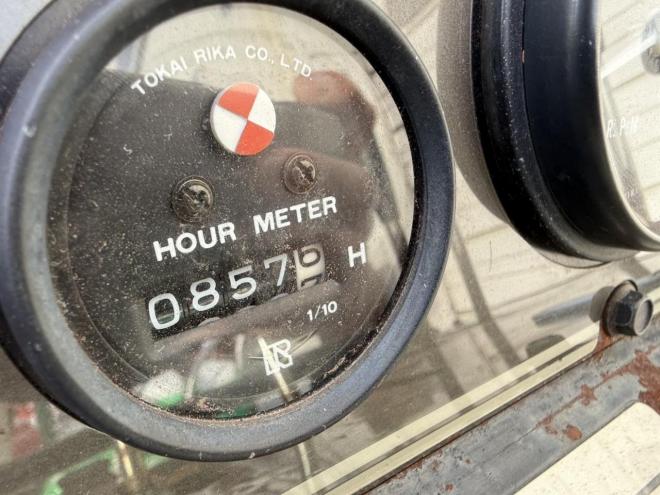 TOKAI RIKA CO., LTD.
HOUR METER
08576 H
1/10